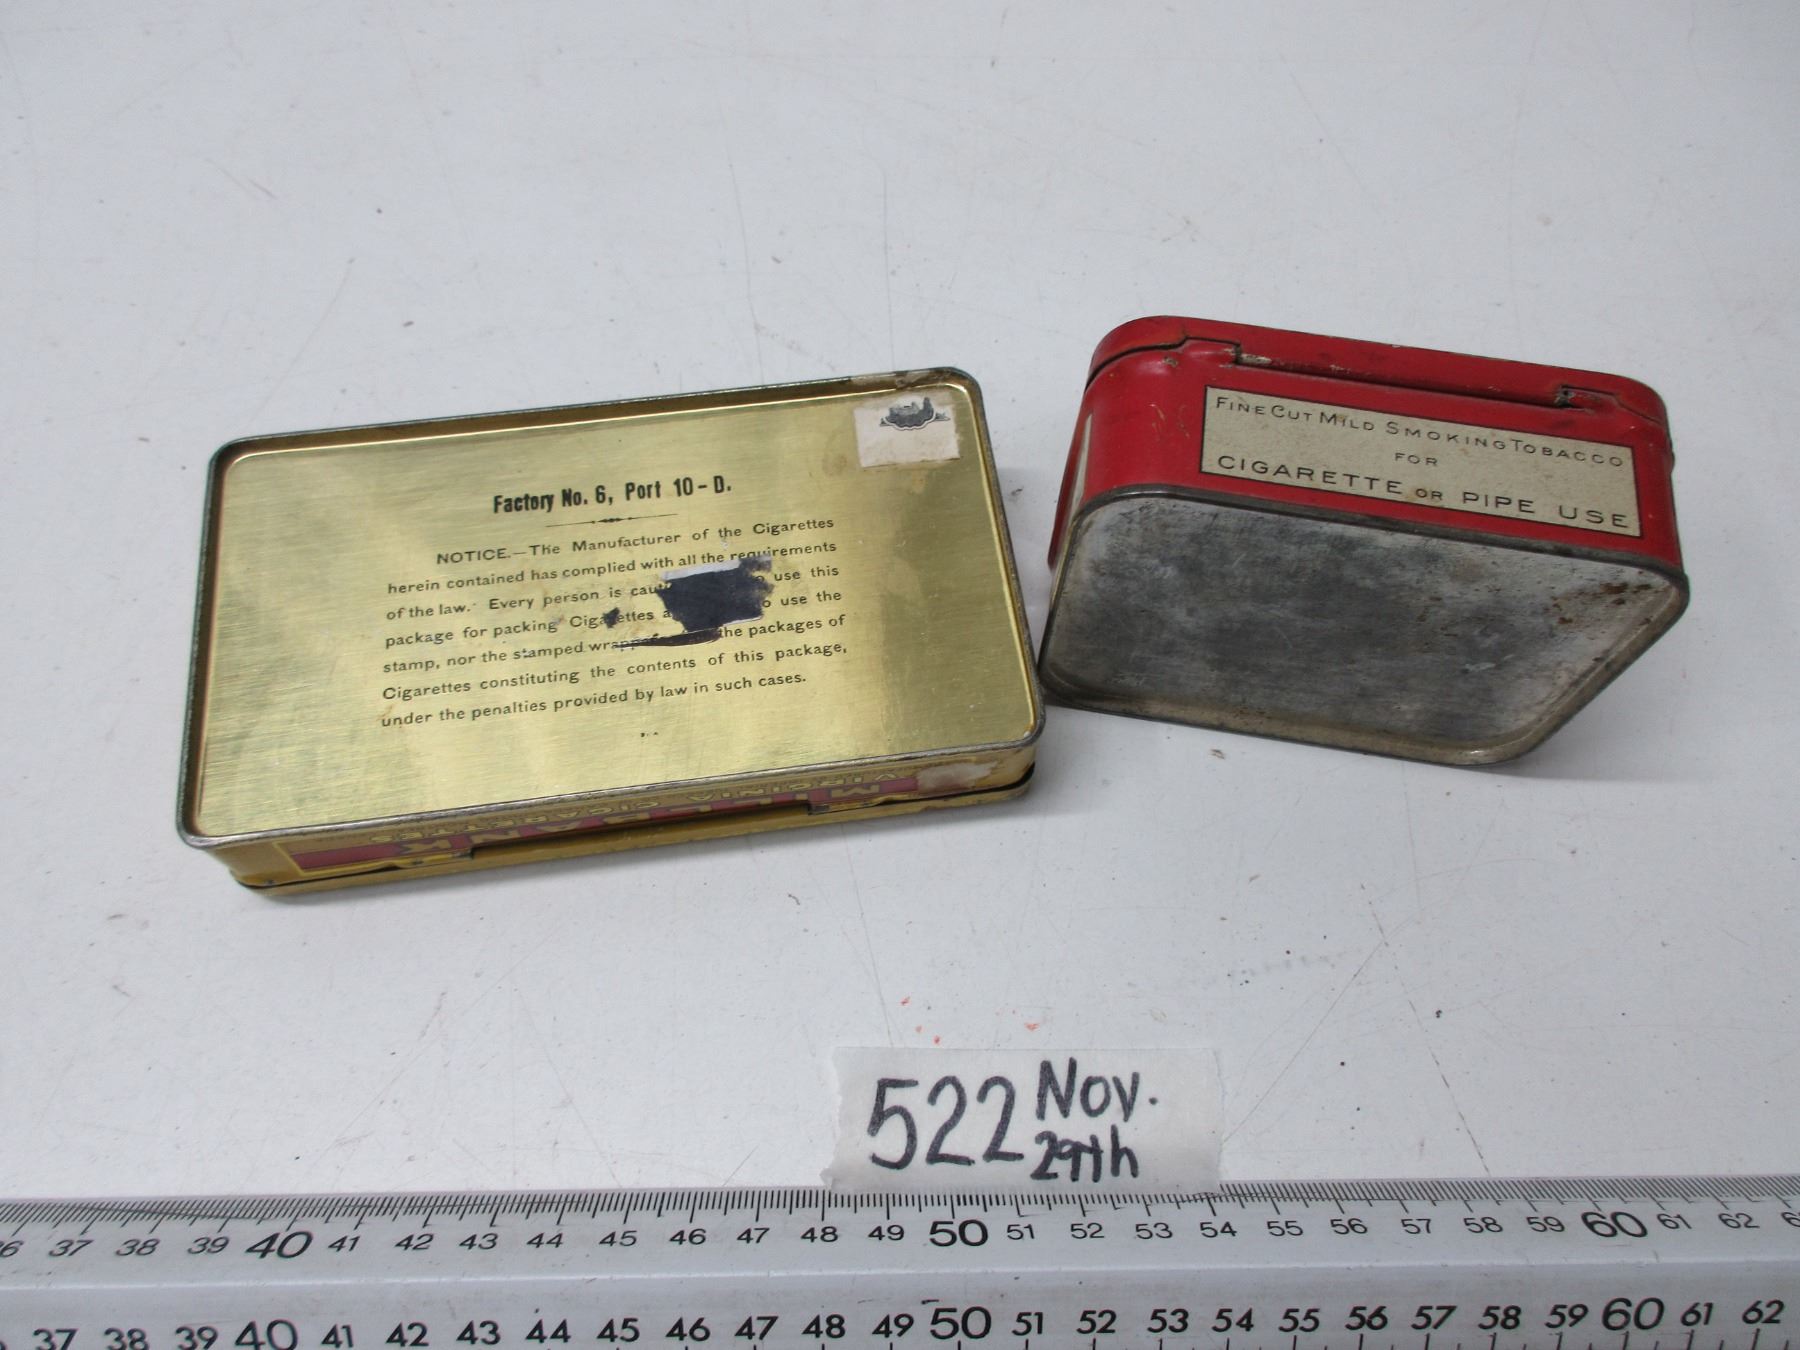 Factory No. 6, Port 10-D.
NOTICE.—The Manufacturer of the Cigarettes
herein contained has complied with all the requirements
of the law. Every person is use this
package for packing Cigarettes use the
stamp, nor the stamped the packages of
Cigarettes constituting the contents of this package,
under the penalties provided by law in such cases.
MILLBANK
VIRGINIA CIGARETTES
FINE CUT MILD SMOKING TOBACCO
FOR
CIGARETTE OR PIPE USE
522 Nov.
29th
37 38 39 40 41 42 43 44 45 46 47 48 49 50 51 52 53 54 55 56 57 58 59 60 61 62
37 38 39 40 41 42 43 44 45 46 47 48 49 50 51 52 53 54 55 56 57 58 59 60 61 62